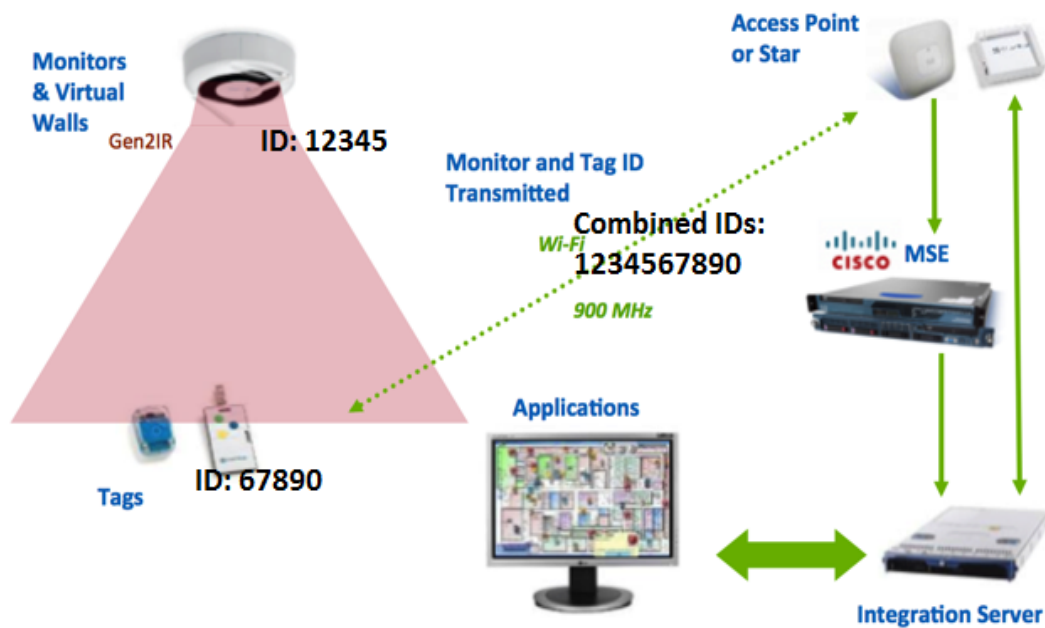 Monitors
& Virtual
Walls
Gen2IR
ID: 12345
Access Point
or Star
Monitor and Tag ID
Transmitted
Combined IDs:
Wi-Fi
1234567890
900 MHz
CISCO
MSE
Applications
ID: 67890
Tags
Integration Server